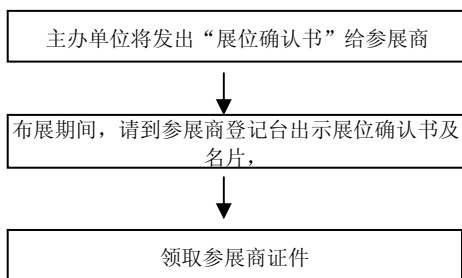 主办单位将发出“展位确认书”给参展商
布展期间，请到参展商登记台出示展位确认书及
名片，
领取参展商证件